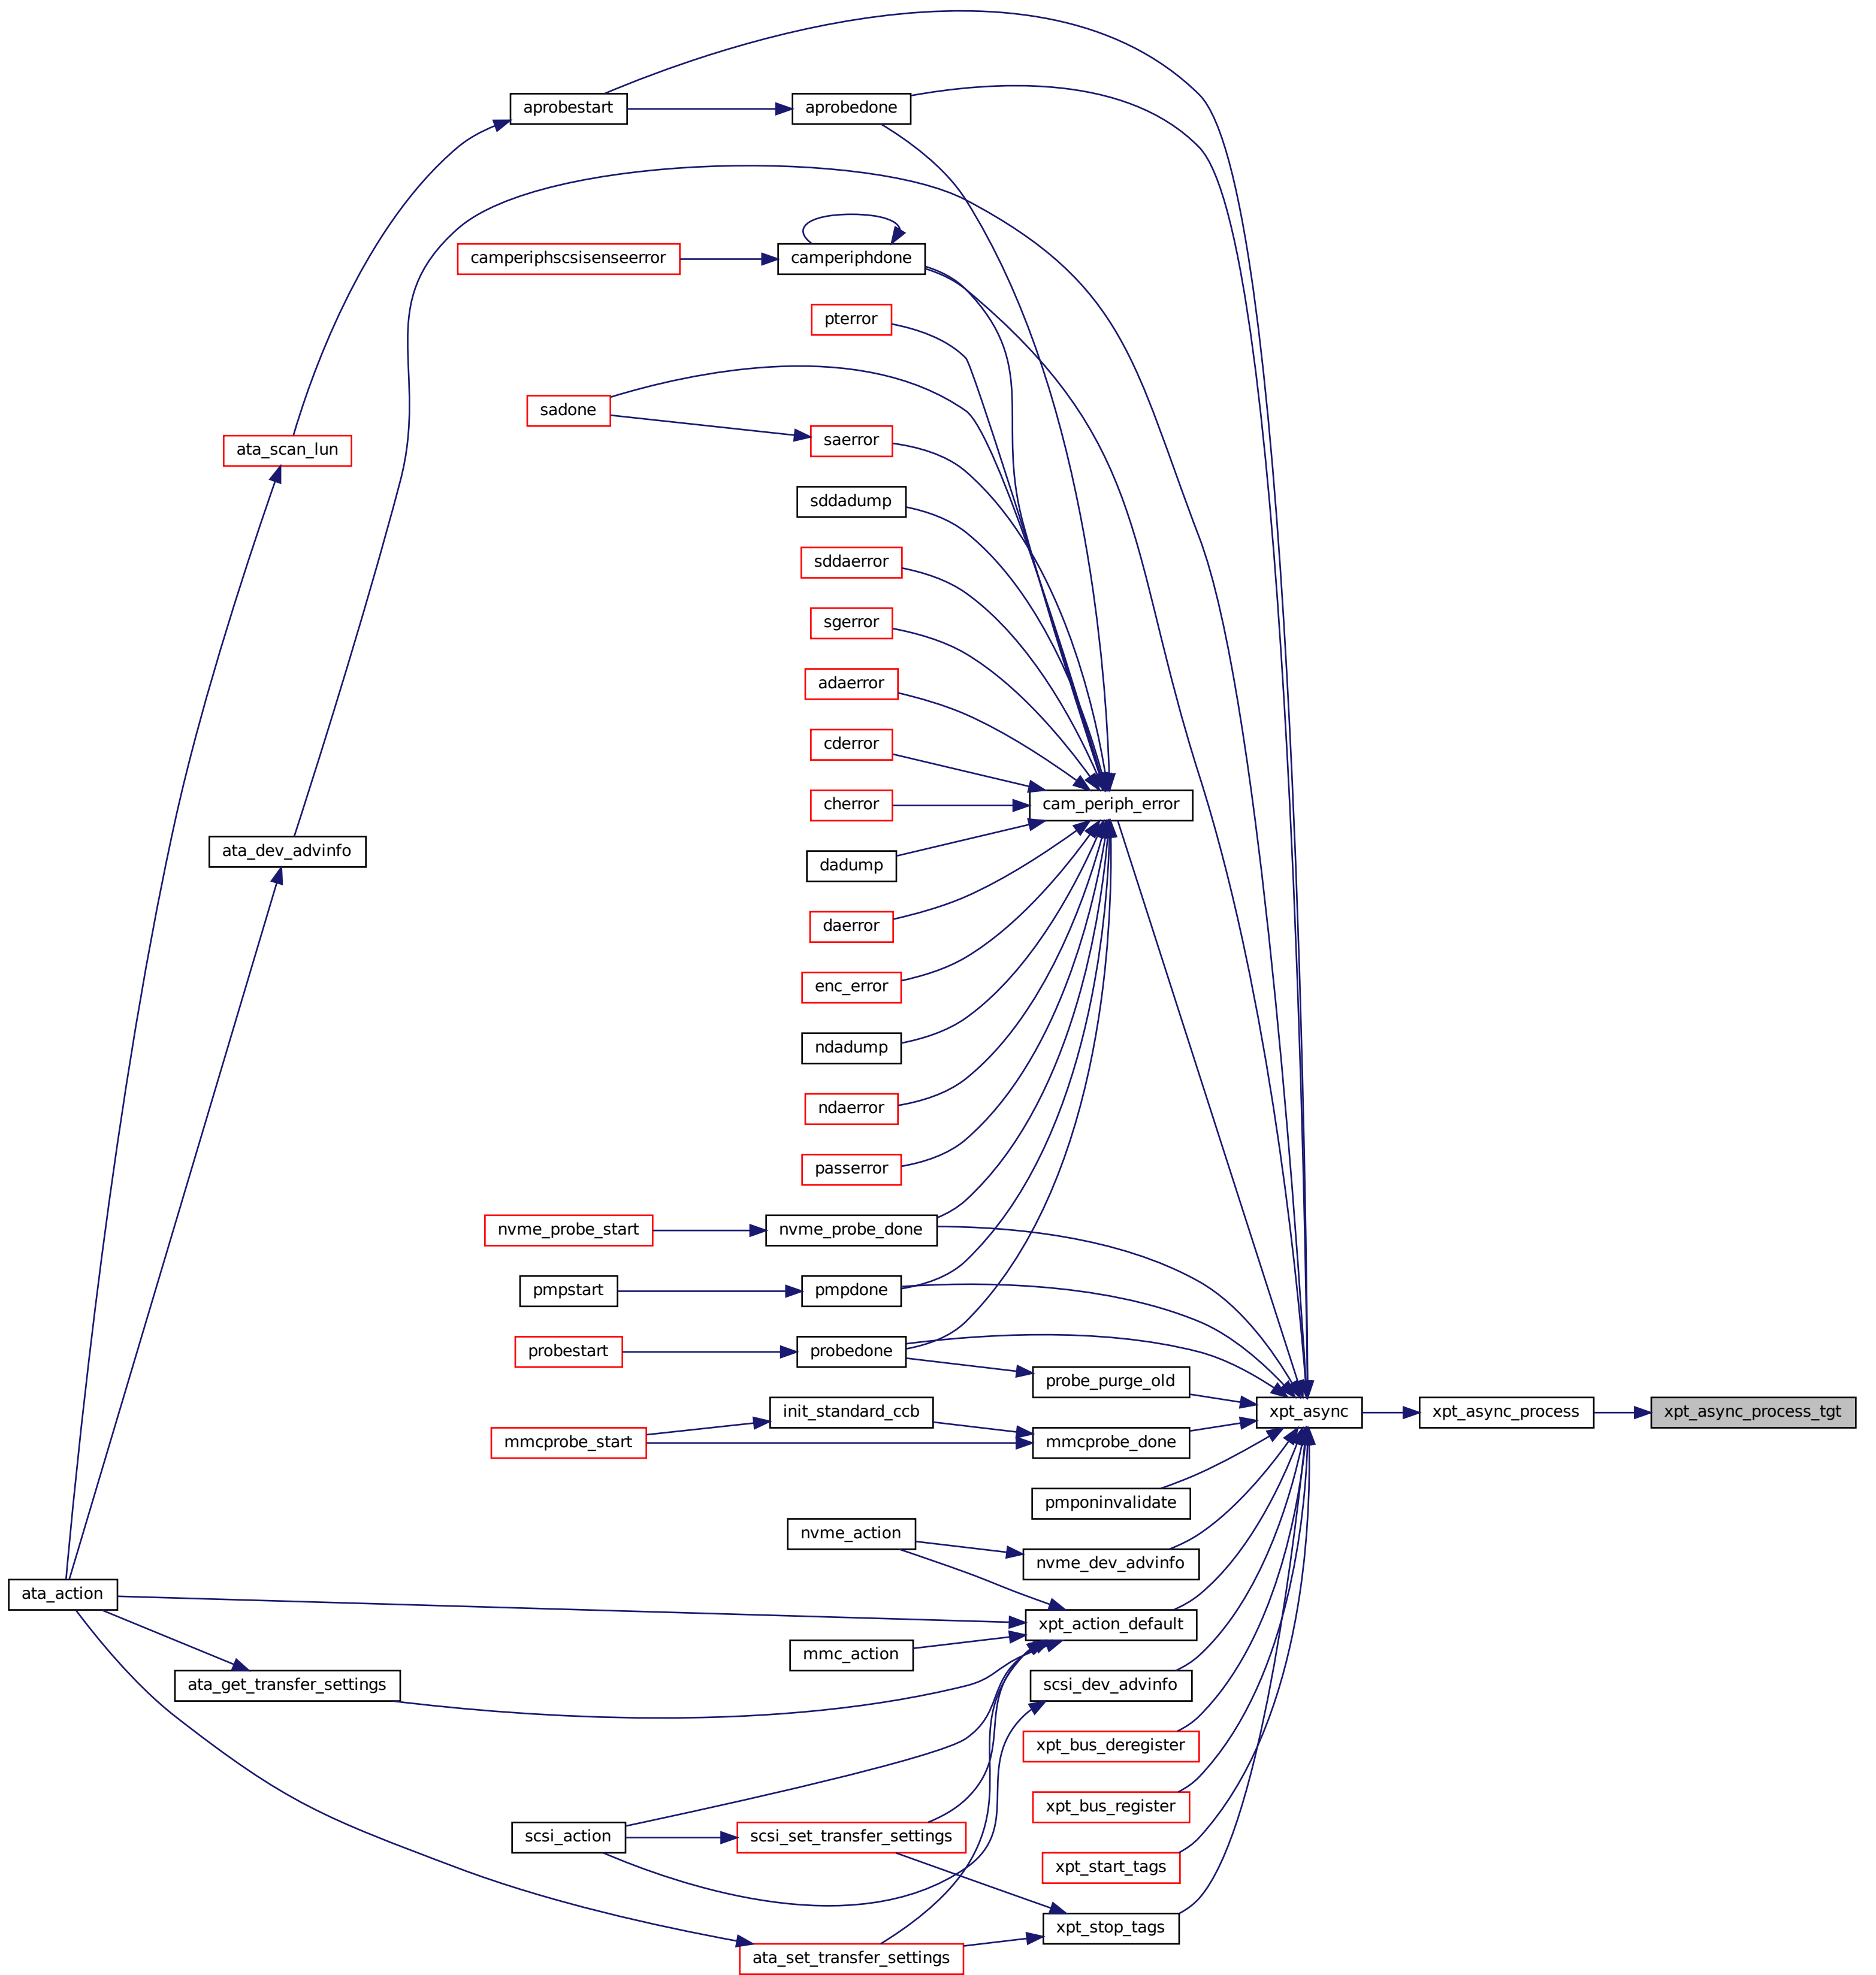 aprobestart
aprobedone
camperiphscsisenseerror
camperiphdone
pterror
sadone
saerror
ata_scan_lun
sddadump
sddaerror
sgerror
adaerror
cderror
cherror
cam_periph_error
ata_dev_advinfo
dadump
daerror
enc_error
ndadump
ndaerror
passerror
nvme_probe_start
nvme_probe_done
pmpstart
pmpdone
probestart
probedone
probe_purge_old
init_standard_ccb
xpt_async
xpt_async_process
xpt_async_process_tgt
mmcprobe_start
mmcprobe_done
pmponinvalidate
nvme_action
nvme_dev_advinfo
ata_action
xpt_action_default
mmc_action
ata_get_transfer_settings
scsi_dev_advinfo
xpt_bus_deregister
xpt_bus_register
scsi_action
scsi_set_transfer_settings
xpt_start_tags
xpt_stop_tags
ata_set_transfer_settings